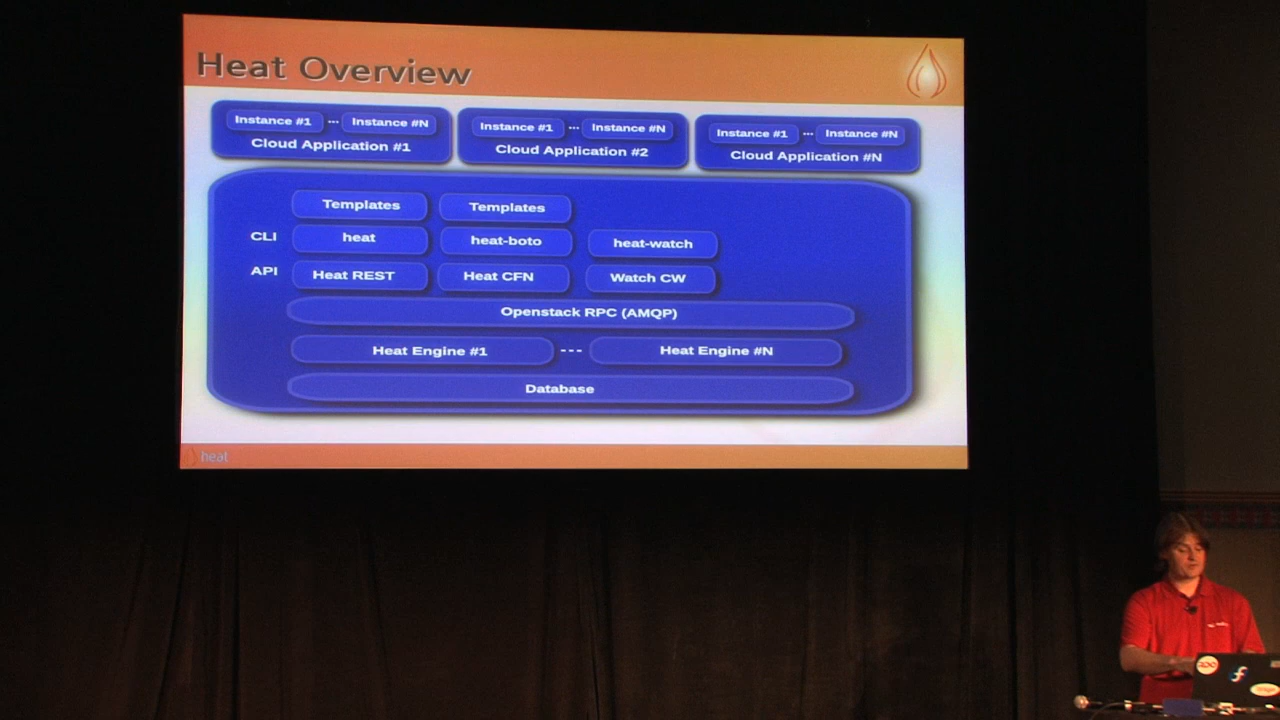 Heat Overview
Instance #1 ... Instance #N
Cloud Application #1
Instance #1 ... Instance #N
Cloud Application #2
Instance #1 ... Instance #N
Cloud Application #N
Templates Templates
CLI heat heat-boto heat-watch
API Heat REST Heat CFN Watch CW
Openstack RPC (AMQP)
Heat Engine #1 --- Heat Engine #N
Database
heat